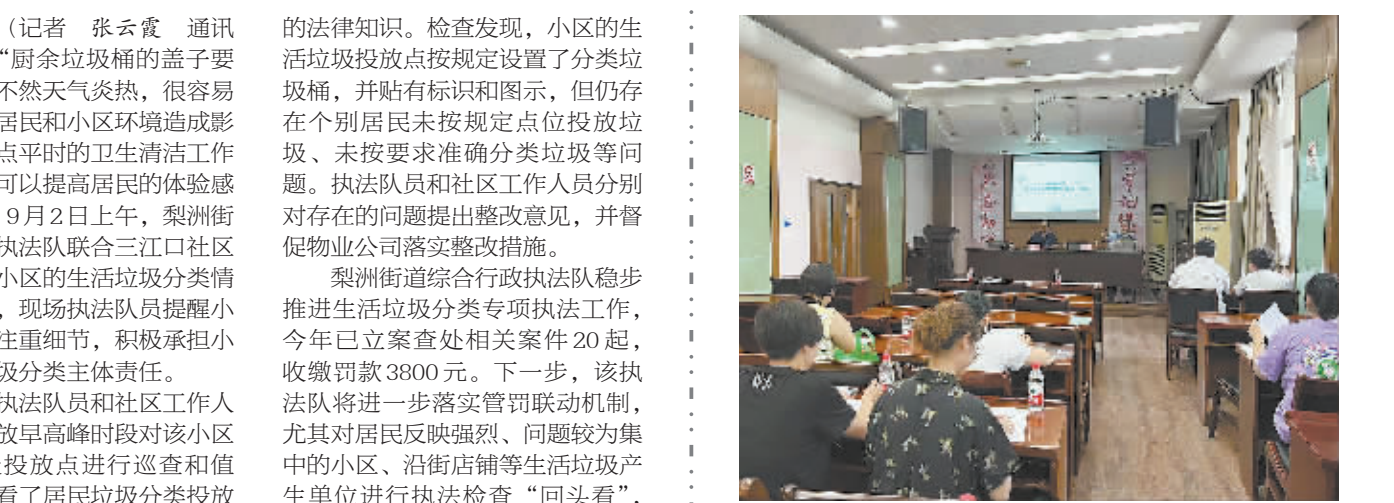 （记者 张云霞 通讯
“厨余垃圾桶的盖子要
不然天气炎热，很容易
居民和小区环境造成影
点平时的卫生清洁工作
可以提高居民的体验感
9月2日上午，梨洲街
执法队联合三江口社区
小区的生活垃圾分类情
，现场执法队员提醒小
注重细节，积极承担小
圾分类主体责任。
执法队员和社区工作人
放早高峰时段对该小区
投放点进行巡查和值
看了居民垃圾分类投放
的法律知识。检查发现，小区的生
活垃圾投放点按规定设置了分类垃
圾桶，并贴有标识和图示，但仍存
在个别居民未按规定点位投放垃
圾、未按要求准确分类垃圾等问
题。执法队员和社区工作人员分别
对存在的问题提出整改意见，并督
促物业公司落实整改措施。
梨洲街道综合行政执法队稳步
推进生活垃圾分类专项执法工作，
今年已立案查处相关案件20起，
收缴罚款3800元。下一步，该执
法队将进一步落实管罚联动机制，
尤其对居民反映强烈、问题较为集
中的小区、沿街店铺等生活垃圾产
生单位进行执法检查“回头看”，